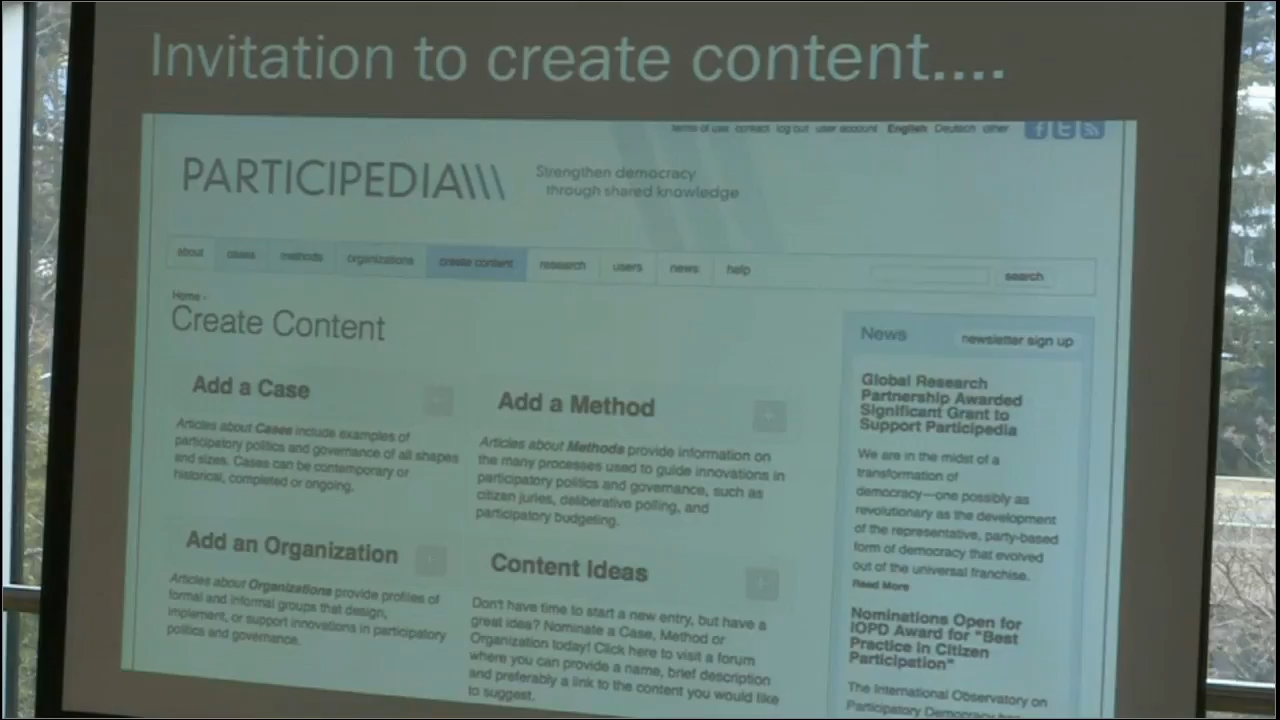 Invitation to create content....
terms of use contact log out user account English Deutsch other
PARTICIPEDIA\\\
Strengthen democracy
through shared knowledge
about cases methods organizations create content research users news help search
Home ›
Create Content
Add a Case
Articles about Cases include examples of
participatory politics and governance of all shapes
and sizes. Cases can be contemporary or
historical, completed or ongoing.
Add a Method
Articles about Methods provide information on
the many processes used to guide innovations in
participatory politics and governance, such as
citizen juries, deliberative polling, and
participatory budgeting.
Add an Organization
Articles about Organizations provide profiles of
formal and informal groups that design,
implement, or support innovations in participatory
politics and governance.
Content Ideas
Don't have time to start a new entry, but have a
great idea? Nominate a Case, Method or
Organization today! Click here to visit a forum
where you can provide a name, brief description
and preferably a link to the content you would like
to suggest.
News newsletter sign up
Global Research
Partnership Awarded
Significant Grant to
Support Participedia
We are in the midst of a
transformation of
democracy—one possibly as
revolutionary as the development
of the representative, party-based
form of democracy that evolved
out of the universal franchise.
Read More
Nominations Open for
IOPD Award for "Best
Practice in Citizen
Participation"
The International Observatory on
Participatory Democracy has